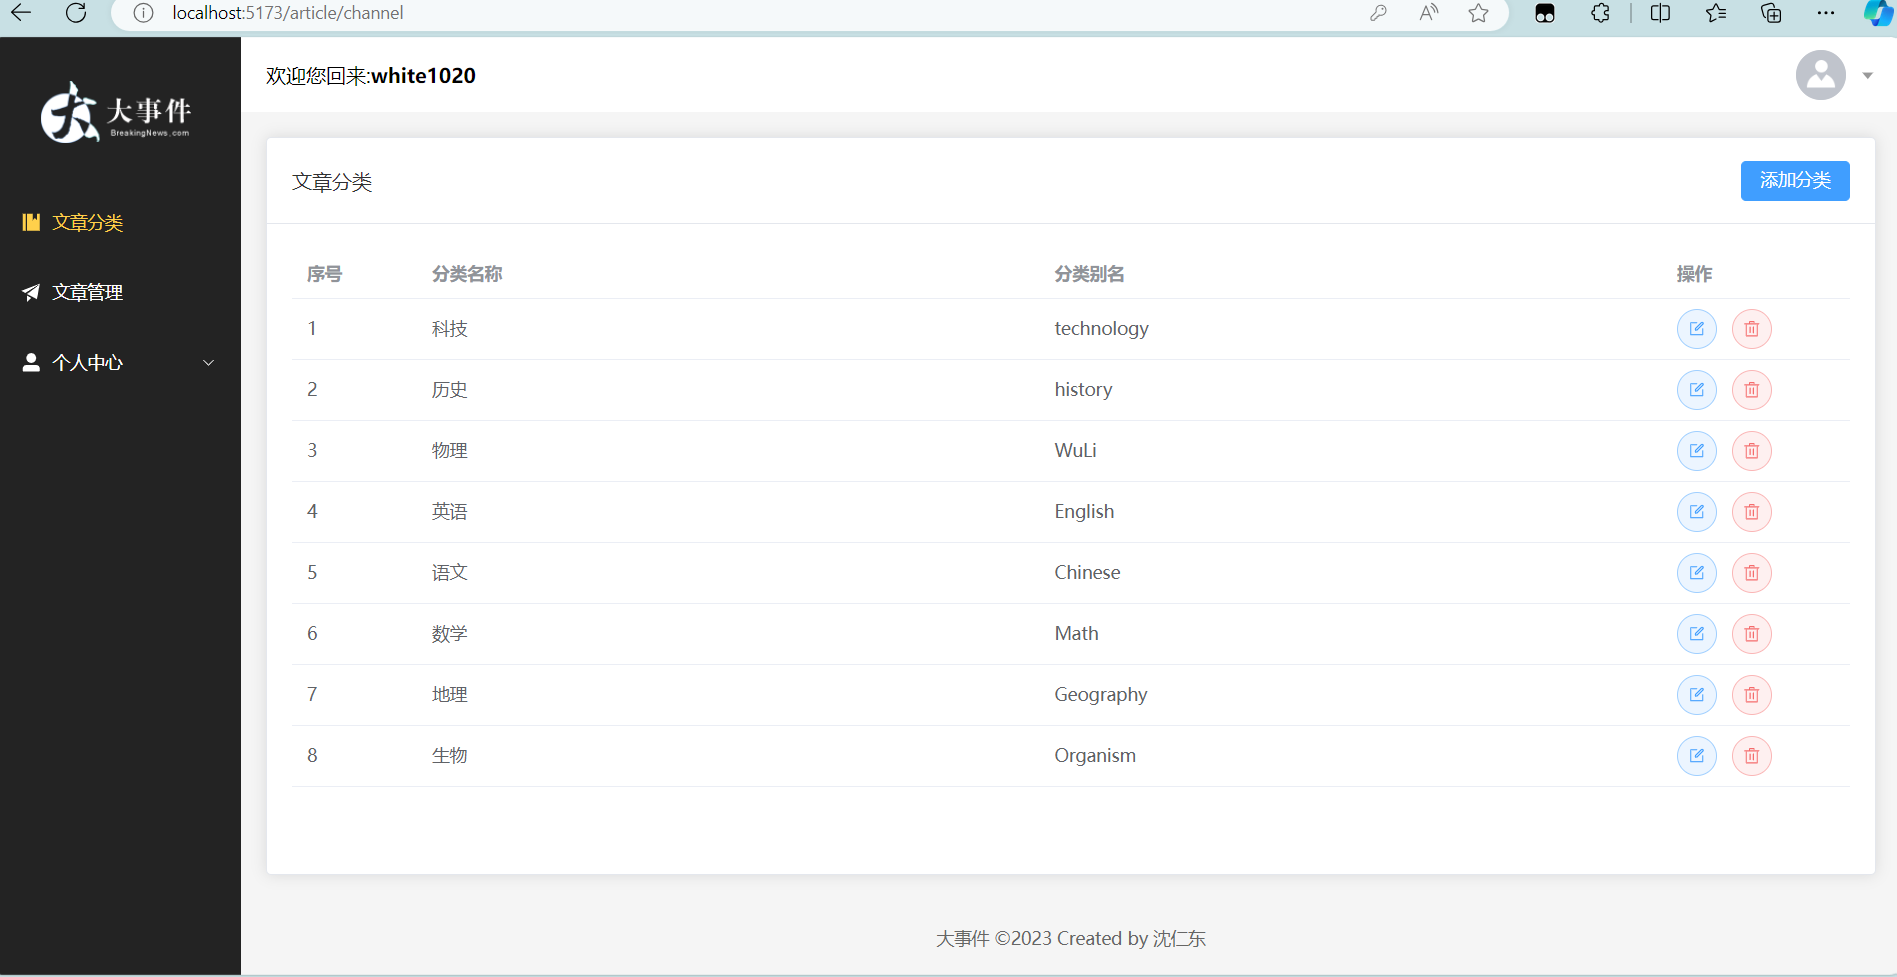 localhost:5173/article/channel
大事件
BreakingNews.com
文章分类
文章管理
个人中心
欢迎您回来:white1020
文章分类
添加分类
序号 分类名称 分类别名 操作
1 科技 technology
2 历史 history
3 物理 WuLi
4 英语 English
5 语文 Chinese
6 数学 Math
7 地理 Geography
8 生物 Organism
大事件 ©2023 Created by 沈仁东